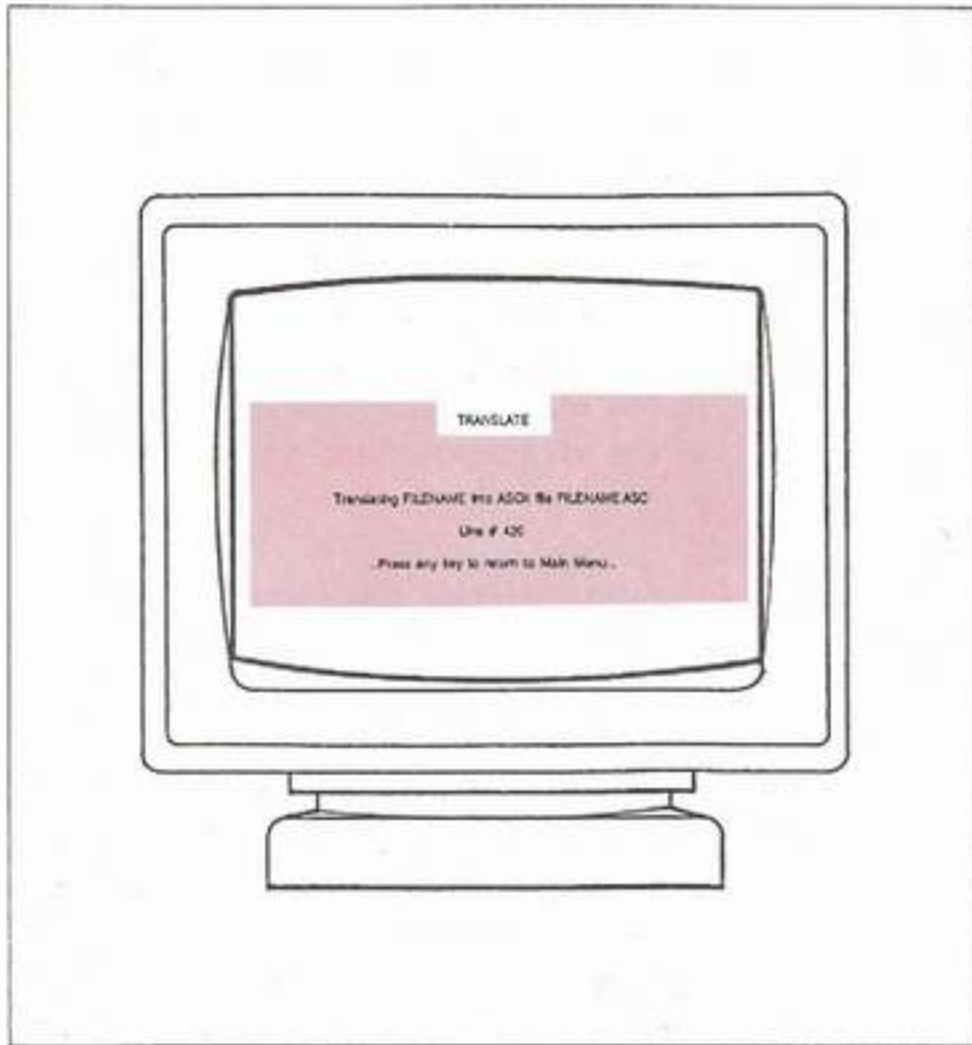 TRANSLATE
Translating FILENAME into ASCII file FILENAME.ASC
Line # 420
...Press any key to return to Main Menu...